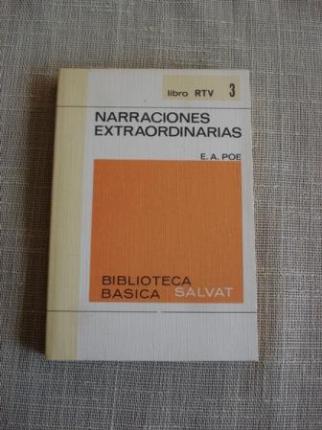 libro RTV 3
NARRACIONES
EXTRAORDINARIAS
E. A. POE
BIBLIOTECA
BASICA SALVAT